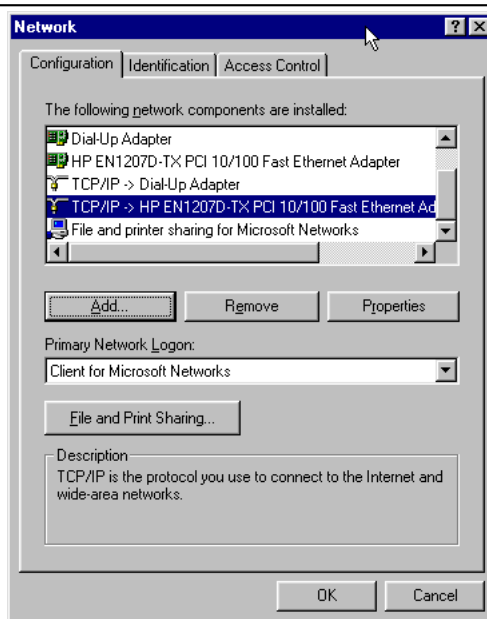 Network
Configuration Identification Access Control
The following network components are installed:
Dial-Up Adapter
HP EN1207D-TX PCI 10/100 Fast Ethernet Adapter
TCP/IP -> Dial-Up Adapter
TCP/IP -> HP EN1207D-TX PCI 10/100 Fast Ethernet Ad
File and printer sharing for Microsoft Networks
Add... Remove Properties
Primary Network Logon:
Client for Microsoft Networks
File and Print Sharing...
Description
TCP/IP is the protocol you use to connect to the Internet and
wide-area networks.
OK Cancel